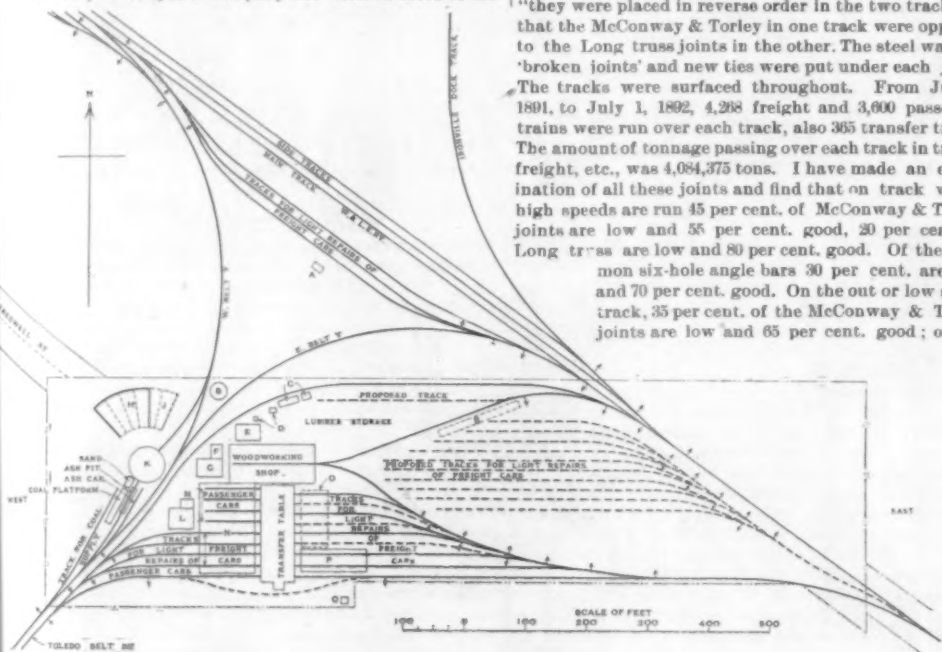 "they were placed in reverse order in the two track
that the McConway & Torley in one track were opp
to the Long truss joints in the other. The steel wa
'broken joints' and new ties were put under each
The tracks were surfaced throughout. From Ju
1891, to July 1, 1892, 4,268 freight and 3,600 pass
trains were run over each track, also 365 transfer t
The amount of tonnage passing over each track in t
freight, etc., was 4,084,375 tons. I have made an e
ination of all these joints and find that on track w
high speeds are run 45 per cent. of McConway & T
joints are low and 55 per cent. good, 20 per cen
Long truss are low and 80 per cent. good. Of the
mon six-hole angle bars 30 per cent. are
and 70 per cent. good. On the out or low
track, 35 per cent. of the McConway & T
joints are low and 65 per cent. good; o
N
DOCK TRACK
SIDE TRACKS
MAIN TRACK
W.& L.E.RY.
TRACKS FOR LIGHT REPAIRS OF
FREIGHT CARS
W. BELT Y
E. BELT Y
PROPOSED TRACK
LUMBER STORAGE
B
C
E
F
G
H
K
L
M
N
P
WOODWORKING
SHOP
PROPOSED TRACKS FOR LIGHT REPAIRS
OF FREIGHT CARS
SAND
ASH PIT
ASH CAR
COAL PLATFORM
WEST
EAST
TRACK FOR
COAL
SUPPLY
PASSENGER
CARS
TRACKS
FOR
LIGHT
REPAIRS
OF
FREIGHT
CARS
TRANSFER TABLE
TRACKS
FOR LIGHT FREIGHT
REPAIRS OF CARS
PASSENGER CARS
SCALE OF FEET
100 0 100 200 300 400 500
TOLEDO BELT